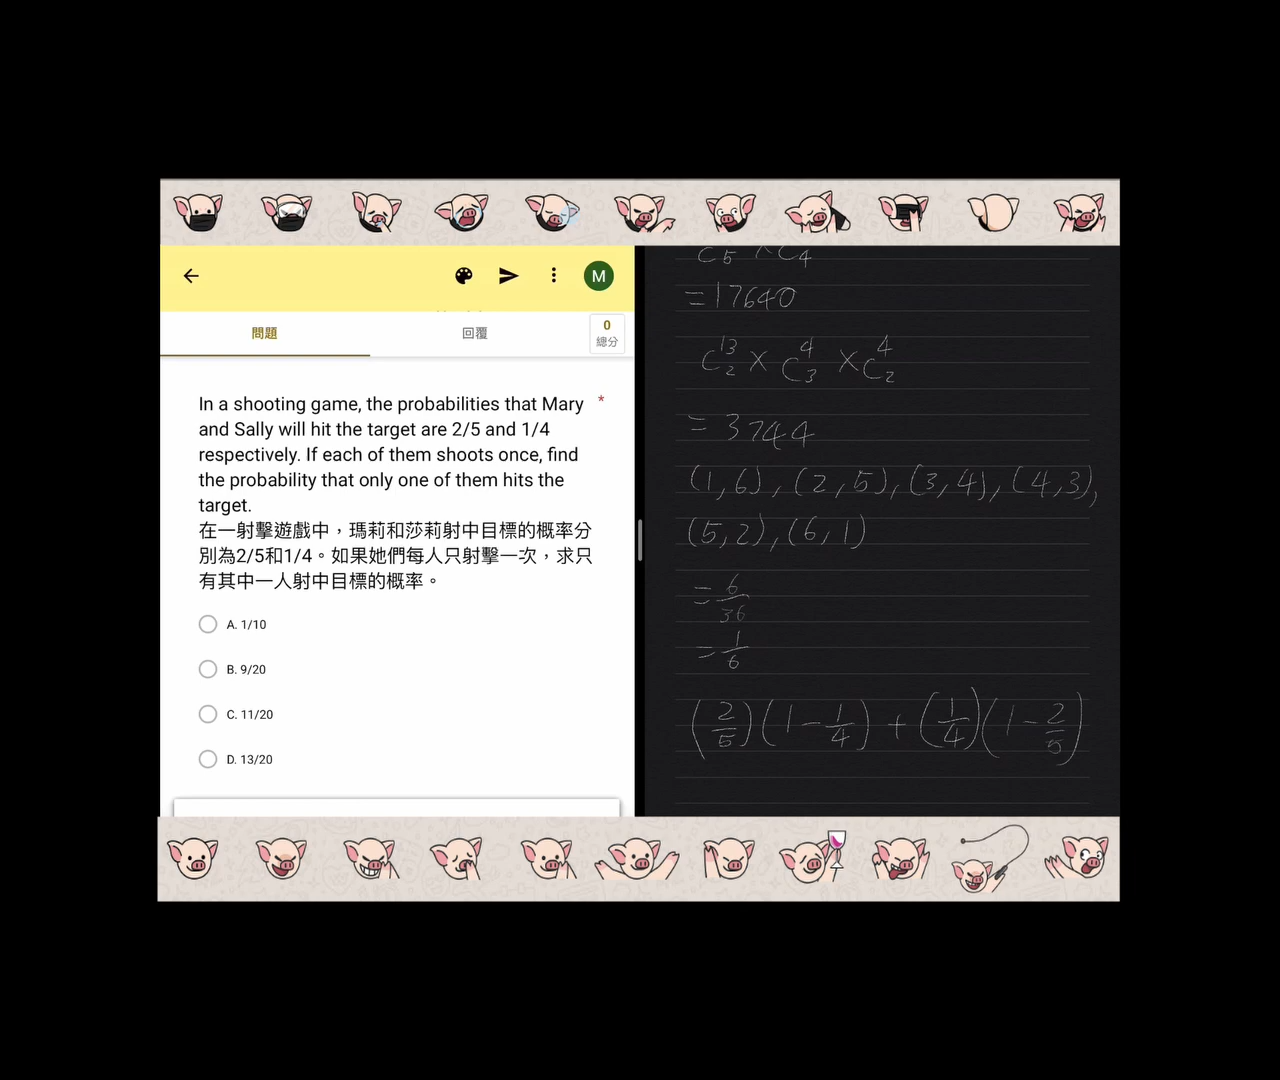 M
問題
回覆
0
總分
In a shooting game, the probabilities that Mary *
and Sally will hit the target are 2/5 and 1/4
respectively. If each of them shoots once, find
the probability that only one of them hits the
target.
在一射擊遊戲中，瑪莉和莎莉射中目標的概率分
別為2/5和1/4。如果她們每人只射擊一次，求只
有其中一人射中目標的概率。
A. 1/10
B. 9/20
C. 11/20
D. 13/20
C5 × C4
=17640
C^13_2 × C^4_3 × C^4_2
= 3744
(1,6), (2,5), (3,4), (4,3),
(5,2), (6,1)
= 6/36
= 1/6
(2/5)(1-1/4) + (1/4)(1-2/5)